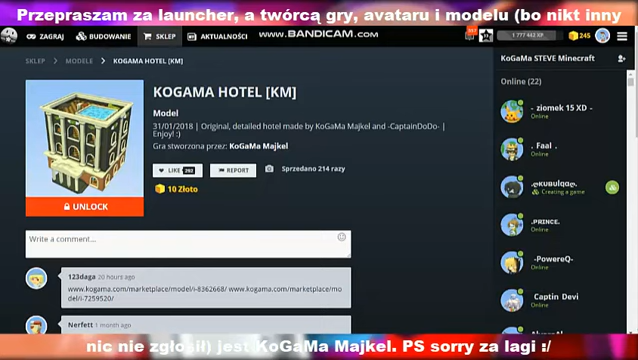 Przepraszam za launcher, a twórcą gry, avataru i modelu (bo nikt inny
ZAGRAJ BUDOWANIE SKLEP AKTUALNOŚCI www.BANDICAM.com 245
SKLEP MODELE KOGAMA HOTEL [KM]
KoGaMa STEVE Minecraft
Online (22)
KOGAMA HOTEL [KM]
Model
31/01/2018 | Original, detailed hotel made by KoGaMa Majkel and -CaptainDoDo- |
Enjoy! :)
Gra stworzona przez: KoGaMa Majkel
LIKE 292 REPORT Sprzedano 214 razy
10 Złoto
UNLOCK
Write a comment...
123daga 20 hours ago
www.kogama.com/marketplace/model/i-8362668/ www.kogama.com/marketplace/mo
del/i-7259520/
Nerfett 1 month ago
- ziomek 15 XD -
Online
. Faal .
Online
Creating a game
.PRINCE.
Online
-PowereQ-
Online
Captin Devi
Online
nic nie zgłosił) jest KoGaMa Majkel. PS sorry za lagi :/